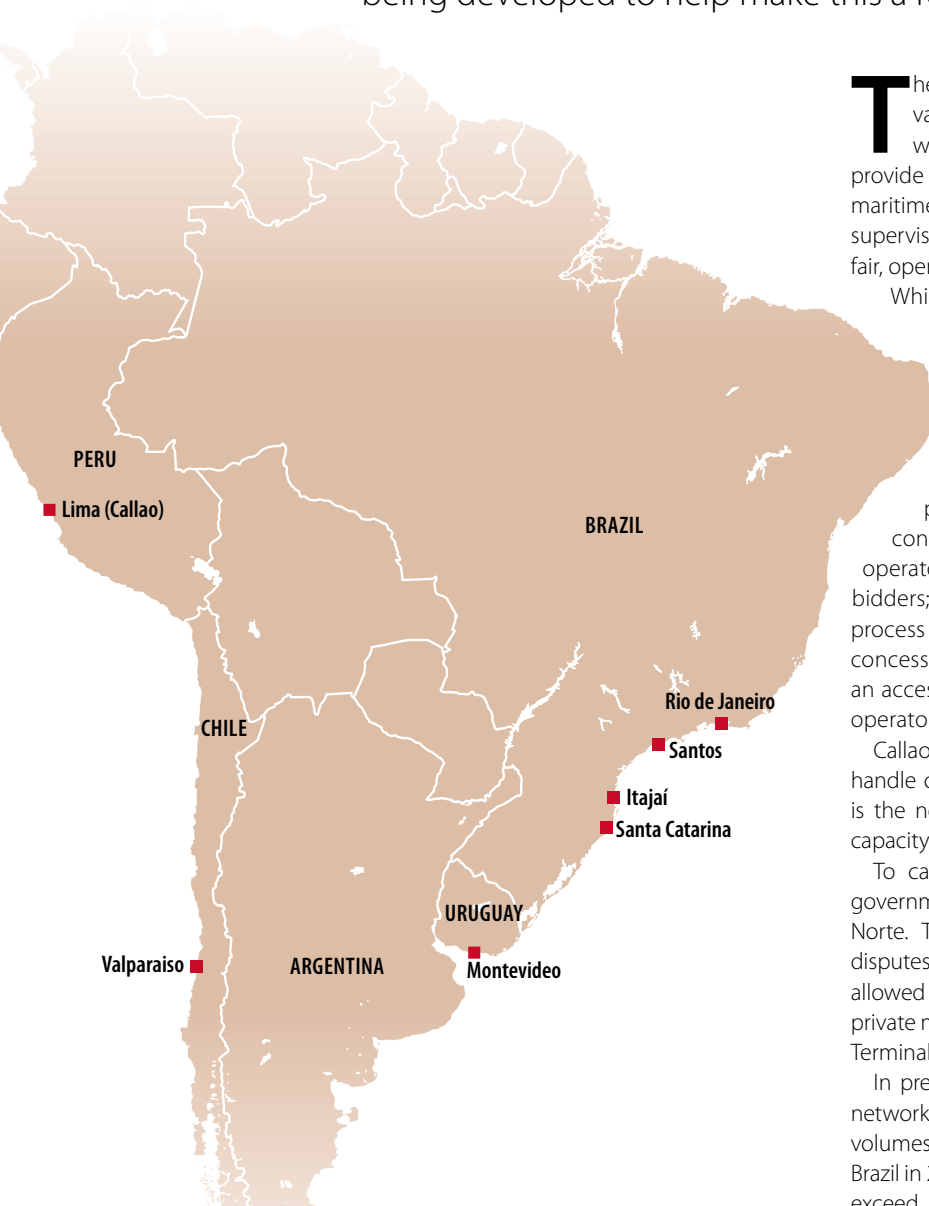 being developed to help make this a
The
va
w
provide
maritime
supervis
fair, oper
Whi
p
con
operato
bidders;
process
concess
an acces
operato
Callao
handle c
is the ne
capacity
To ca
governm
Norte. T
disputes
allowed
private n
Terminal
In pre
network
volumes
Brazil in 2
exceed
PERU
Lima (Callao)
BRAZIL
Rio de Janeiro
Santos
CHILE
Itajaí
Santa Catarina
URUGUAY
Valparaiso
ARGENTINA
Montevideo